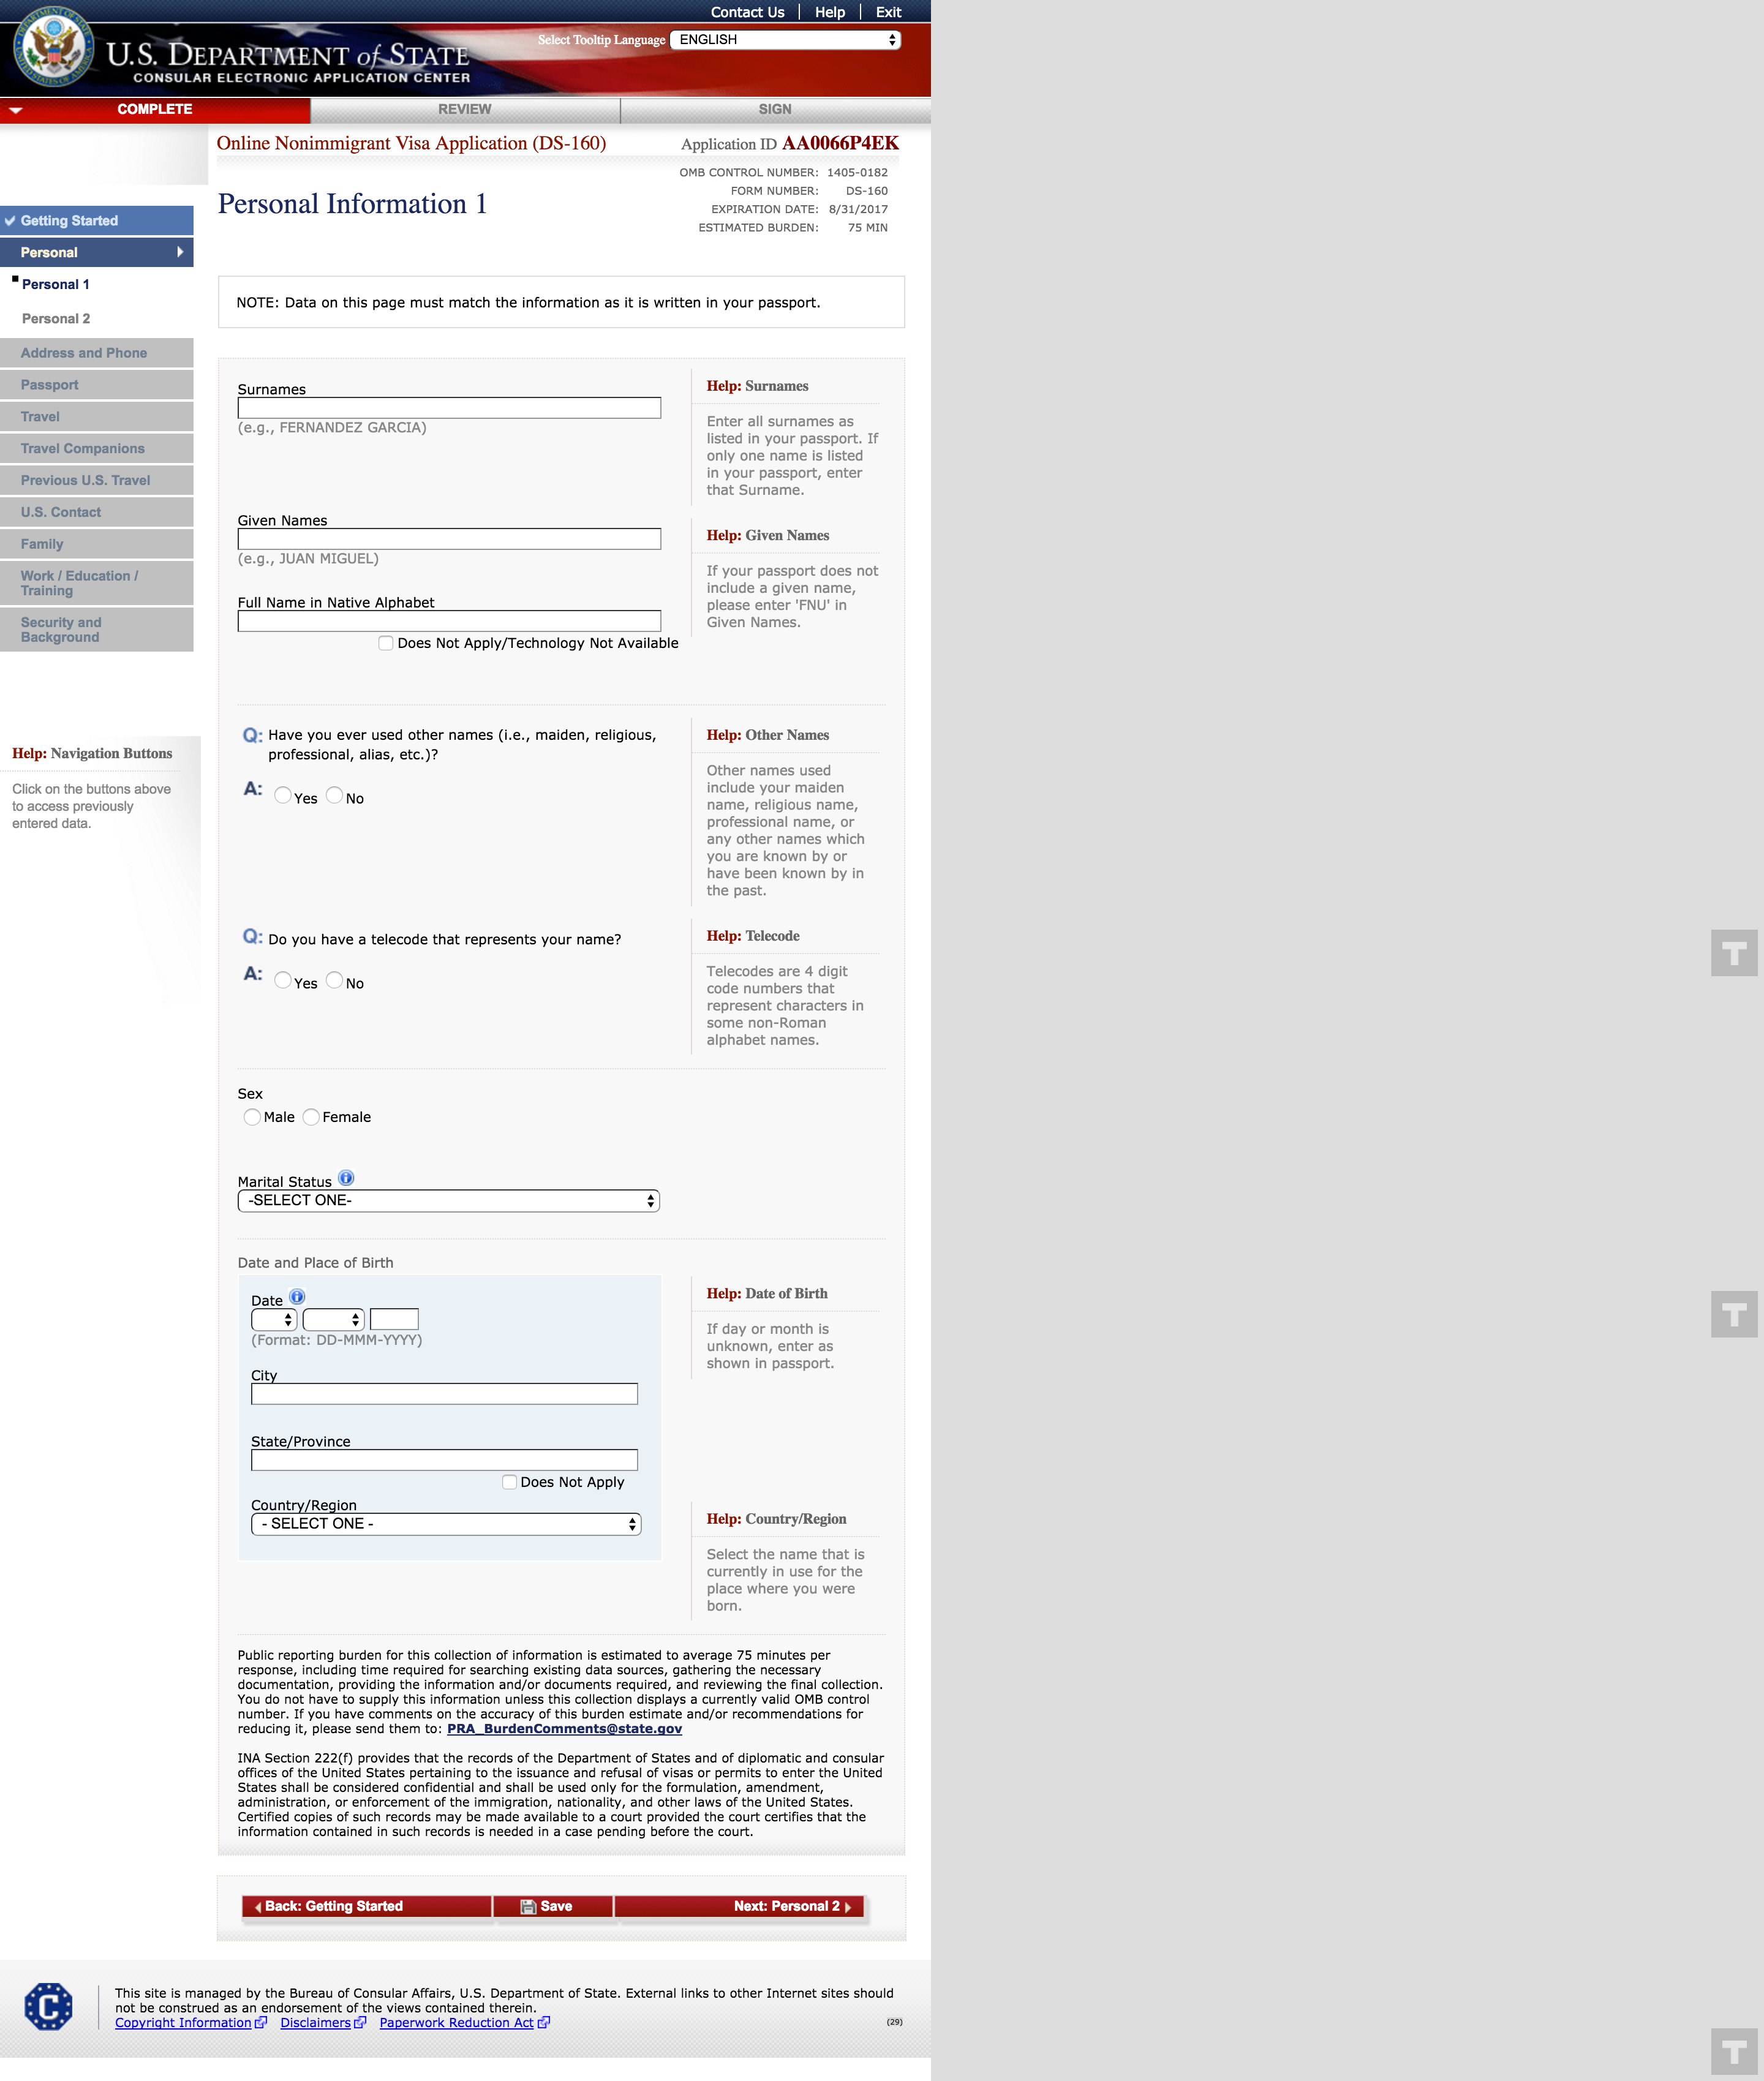 Contact Us | Help | Exit
U.S. DEPARTMENT of STATE
CONSULAR ELECTRONIC APPLICATION CENTER
Select Tooltip Language ENGLISH
COMPLETE REVIEW SIGN
Online Nonimmigrant Visa Application (DS-160)
Application ID AA0066P4EK
OMB CONTROL NUMBER: 1405-0182
FORM NUMBER: DS-160
EXPIRATION DATE: 8/31/2017
ESTIMATED BURDEN: 75 MIN
Personal Information 1
Getting Started
Personal
Personal 1
Personal 2
Address and Phone
Passport
Travel
Travel Companions
Previous U.S. Travel
U.S. Contact
Family
Work / Education /
Training
Security and
Background
Help: Navigation Buttons
Click on the buttons above
to access previously
entered data.
NOTE: Data on this page must match the information as it is written in your passport.
Surnames
(e.g., FERNANDEZ GARCIA)
Help: Surnames
Enter all surnames as
listed in your passport. If
only one name is listed
in your passport, enter
that Surname.
Given Names
(e.g., JUAN MIGUEL)
Help: Given Names
If your passport does not
include a given name,
please enter 'FNU' in
Given Names.
Full Name in Native Alphabet
Does Not Apply/Technology Not Available
Q: Have you ever used other names (i.e., maiden, religious,
professional, alias, etc.)?
A: Yes No
Help: Other Names
Other names used
include your maiden
name, religious name,
professional name, or
any other names which
you are known by or
have been known by in
the past.
Q: Do you have a telecode that represents your name?
A: Yes No
Help: Telecode
Telecodes are 4 digit
code numbers that
represent characters in
some non-Roman
alphabet names.
Sex
Male Female
Marital Status
-SELECT ONE-
Date and Place of Birth
Date
(Format: DD-MMM-YYYY)
Help: Date of Birth
If day or month is
unknown, enter as
shown in passport.
City
State/Province
Does Not Apply
Country/Region
- SELECT ONE -
Help: Country/Region
Select the name that is
currently in use for the
place where you were
born.
Public reporting burden for this collection of information is estimated to average 75 minutes per
response, including time required for searching existing data sources, gathering the necessary
documentation, providing the information and/or documents required, and reviewing the final collection.
You do not have to supply this information unless this collection displays a currently valid OMB control
number. If you have comments on the accuracy of this burden estimate and/or recommendations for
reducing it, please send them to: PRA_BurdenComments@state.gov
INA Section 222(f) provides that the records of the Department of States and of diplomatic and consular
offices of the United States pertaining to the issuance and refusal of visas or permits to enter the United
States shall be considered confidential and shall be used only for the formulation, amendment,
administration, or enforcement of the immigration, nationality, and other laws of the United States.
Certified copies of such records may be made available to a court provided the court certifies that the
information contained in such records is needed in a case pending before the court.
Back: Getting Started Save Next: Personal 2
C
This site is managed by the Bureau of Consular Affairs, U.S. Department of State. External links to other Internet sites should
not be construed as an endorsement of the views contained therein.
Copyright Information Disclaimers Paperwork Reduction Act
(29)
T
T
T